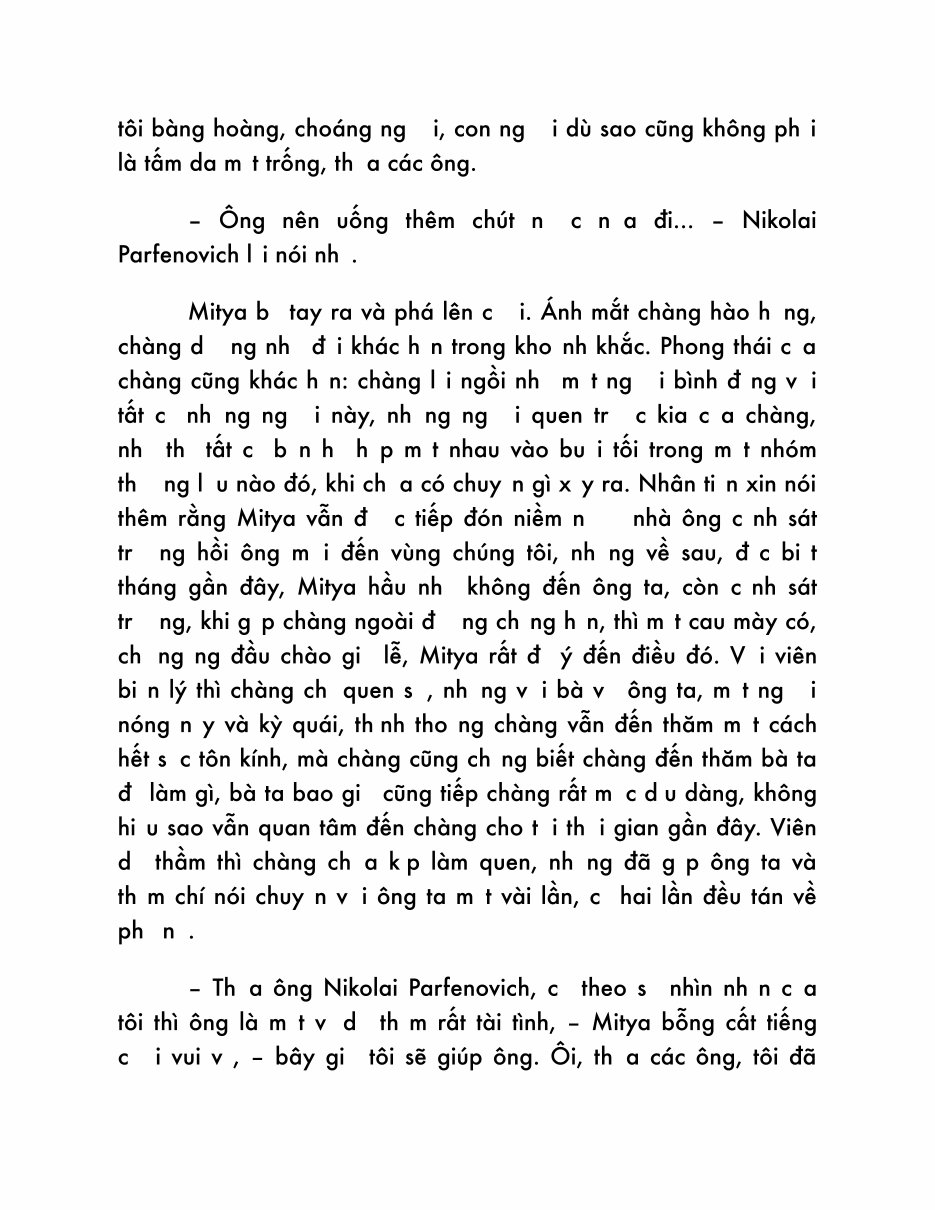 tôi bàng hoàng, choáng ng i, con ng i dù sao cũng không ph i
là tấm da m t trống, th a các ông.
– Ông nên uống thêm chút n c n a đi... – Nikolai
Parfenovich l i nói nh .
Mitya b tay ra và phá lên c i. Ánh mắt chàng hào h ng,
chàng d ng nh đ i khác h n trong kho nh khắc. Phong thái c a
chàng cũng khác h n: chàng l i ngồi nh m t ng i bình đ ng v i
tất c nh ng ng i này, nh ng ng i quen tr c kia c a chàng,
nh th tất c b n h h p m t nhau vào bu i tối trong m t nhóm
th ng l u nào đó, khi ch a có chuy n gì x y ra. Nhân ti n xin nói
thêm rằng Mitya vẫn đ c tiếp đón niềm n nhà ông c nh sát
tr ng hồi ông m i đến vùng chúng tôi, nh ng về sau, đ c bi t
tháng gần đây, Mitya hầu nh không đến ông ta, còn c nh sát
tr ng, khi g p chàng ngoài đ ng ch ng h n, thì m t cau mày có,
ch ng ng đầu chào gi lễ, Mitya rất đ ý đến điều đó. V i viên
bi n lý thì chàng ch quen s , nh ng v i bà v ông ta, m t ng i
nóng n y và kỳ quái, th nh tho ng chàng vẫn đến thăm m t cách
hết s c tôn kính, mà chàng cũng ch ng biết chàng đến thăm bà ta
đ làm gì, bà ta bao gi cũng tiếp chàng rất m c d u dàng, không
hi u sao vẫn quan tâm đến chàng cho t i th i gian gần đây. Viên
d thầm thì chàng ch a k p làm quen, nh ng đã g p ông ta và
th m chí nói chuy n v i ông ta m t vài lần, c hai lần đều tán về
ph n .
– Th a ông Nikolai Parfenovich, c theo s nhìn nh n c a
tôi thì ông là m t v d th m rất tài tình, – Mitya bỗng cất tiếng
c i vui v , – bây gi tôi sẽ giúp ông. Ôi, th a các ông, tôi đã